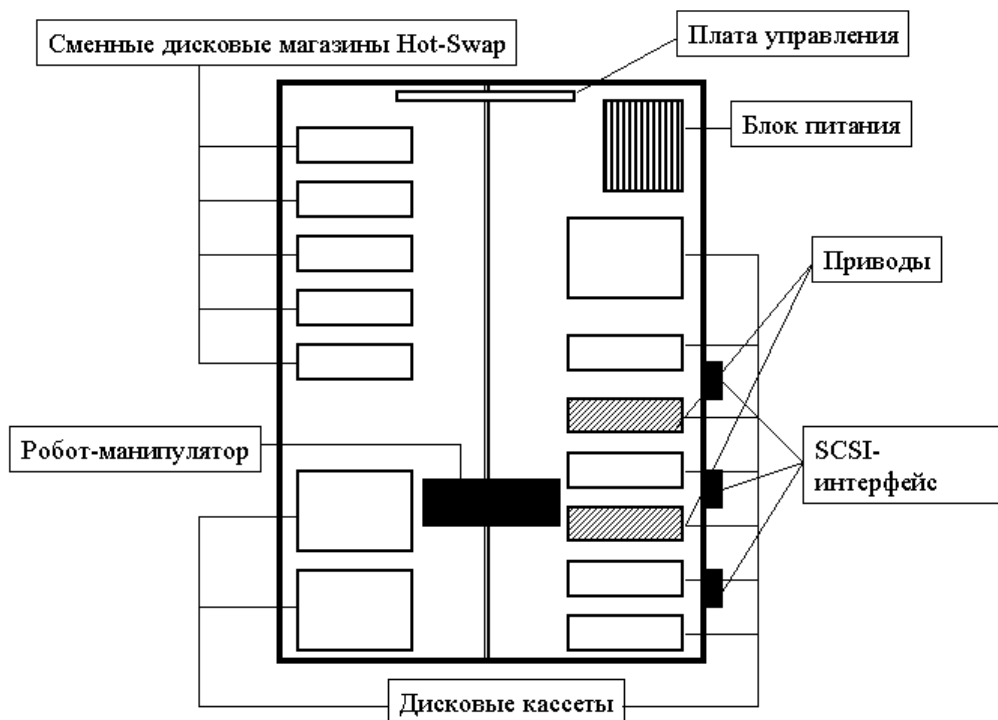 Сменные дисковые магазины Hot-Swap
Плата управления
Блок питания
Приводы
Робот-манипулятор
SCSI-
интерфейс
Дисковые кассеты